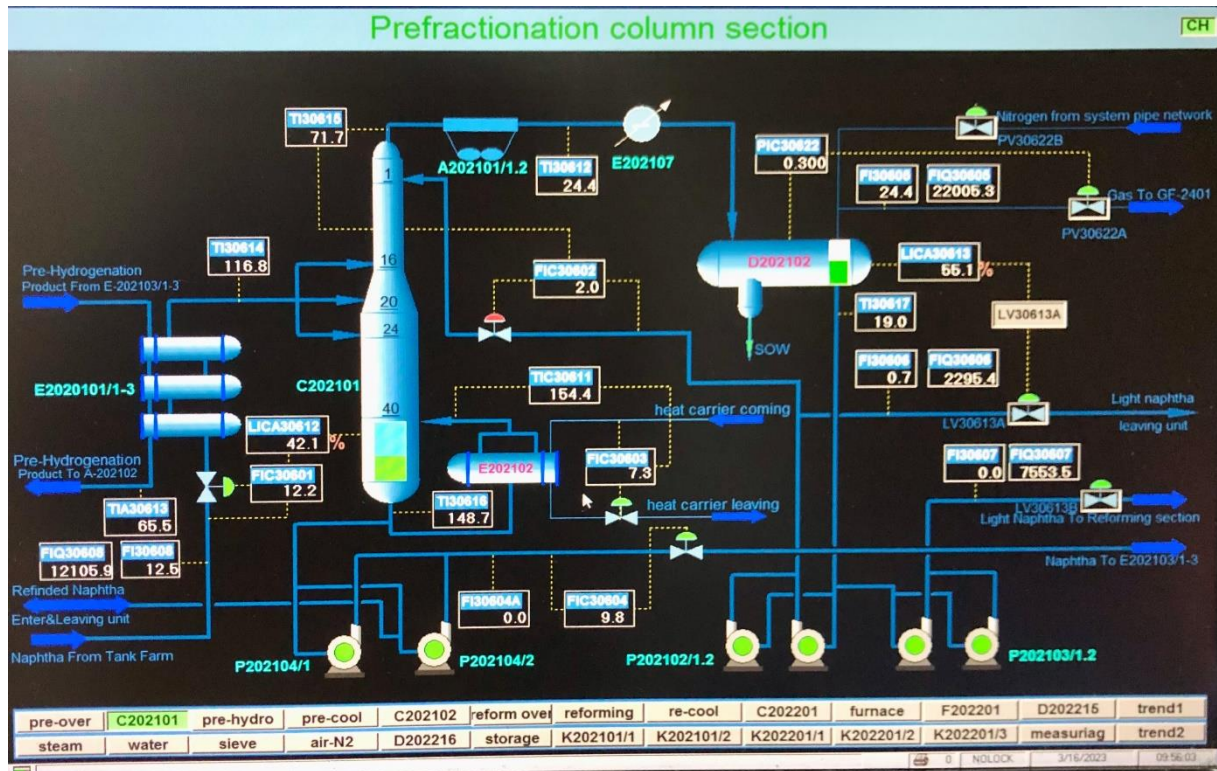 Prefractionation column section
CH
TI30615
71.7
A202101/1.2
TI30612
24.4
E202107
PIC30622
0.300
Nitrogen from system pipe network
PV30622B
FI30605
24.4
FIQ30605
22005.3
Gas To GF-2401
PV30622A
1
16
20
24
40
TI30614
116.8
Pre-Hydrogenation
Product From E-202103/1-3
FIC30602
2.0
D202102
LICA30613
55.1 %
TI30617
19.0
LV30613A
SOW
E2020101/1-3
C202101
TIC30611
154.4
FI30606
0.7
FIQ30606
2295.4
heat carrier coming
Light naphtha
leaving unit
LV30613A
LICA30612
42.1 %
FIC30601
12.2
E202102
FIC30603
7.3
FI30607
0.0
FIQ30607
7553.5
Pre-Hydrogenation
Product To A-202102
TIA30613
65.5
TI30616
148.7
heat carrier leaving
LV30613B
Light Naphtha To Reforming section
FIQ30608
12105.9
FI30608
12.5
Naphtha To E202103/1-3
Refinded Naphtha
Enter&Leaving unit
FI30604A
0.0
FIC30604
9.8
Naphtha From Tank Farm
P202104/1
P202104/2
P202102/1.2
P202103/1.2
pre-over C202101 pre-hydro pre-cool C202102 reform over reforming re-cool C202201 furnace F202201 D202215 trend1
steam water sieve air-N2 D202216 storage K202101/1 K202101/2 K202201/1 K202201/2 K202201/3 measuriag trend2
0 NOLOCK 3/16/2023 09:56:03